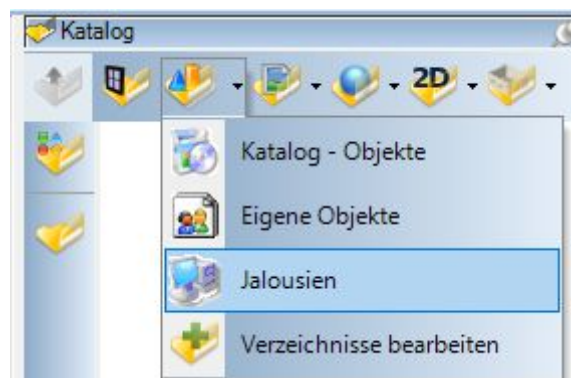 Katalog
2D
Katalog - Objekte
Eigene Objekte
Jalousien
Verzeichnisse bearbeiten